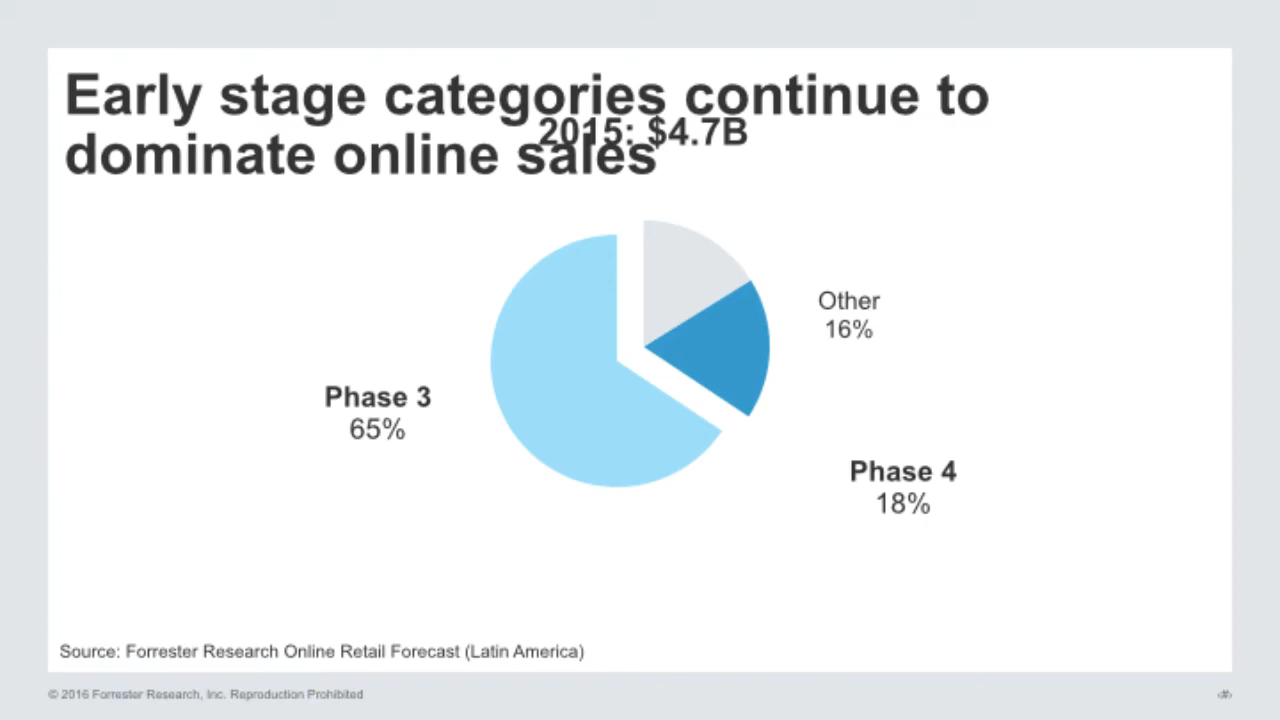 Early stage categories continue to
dominate online sales
2015: $4.7B
Other
16%
Phase 3
65%
Phase 4
18%
Source: Forrester Research Online Retail Forecast (Latin America)
© 2016 Forrester Research, Inc. Reproduction Prohibited
‹#›